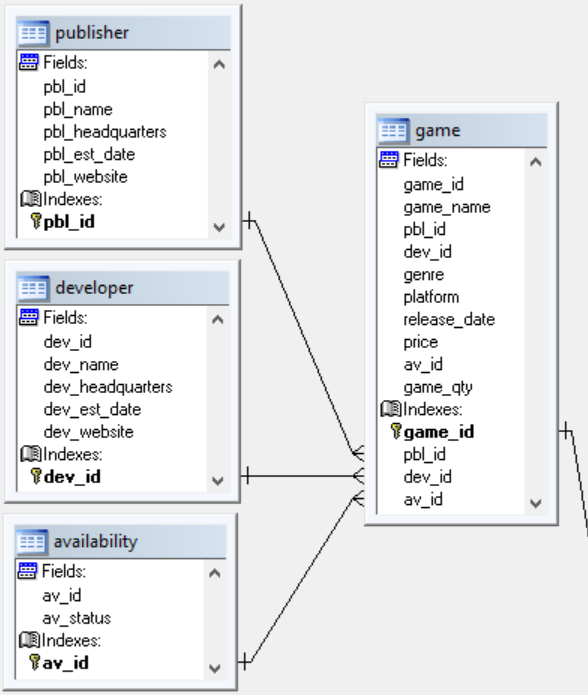 publisher
Fields:
pbl_id
pbl_name
pbl_headquarters
pbl_est_date
pbl_website
Indexes:
pbl_id
developer
Fields:
dev_id
dev_name
dev_headquarters
dev_est_date
dev_website
Indexes:
dev_id
availability
Fields:
av_id
av_status
Indexes:
av_id
game
Fields:
game_id
game_name
pbl_id
dev_id
genre
platform
release_date
price
av_id
game_qty
Indexes:
game_id
pbl_id
dev_id
av_id